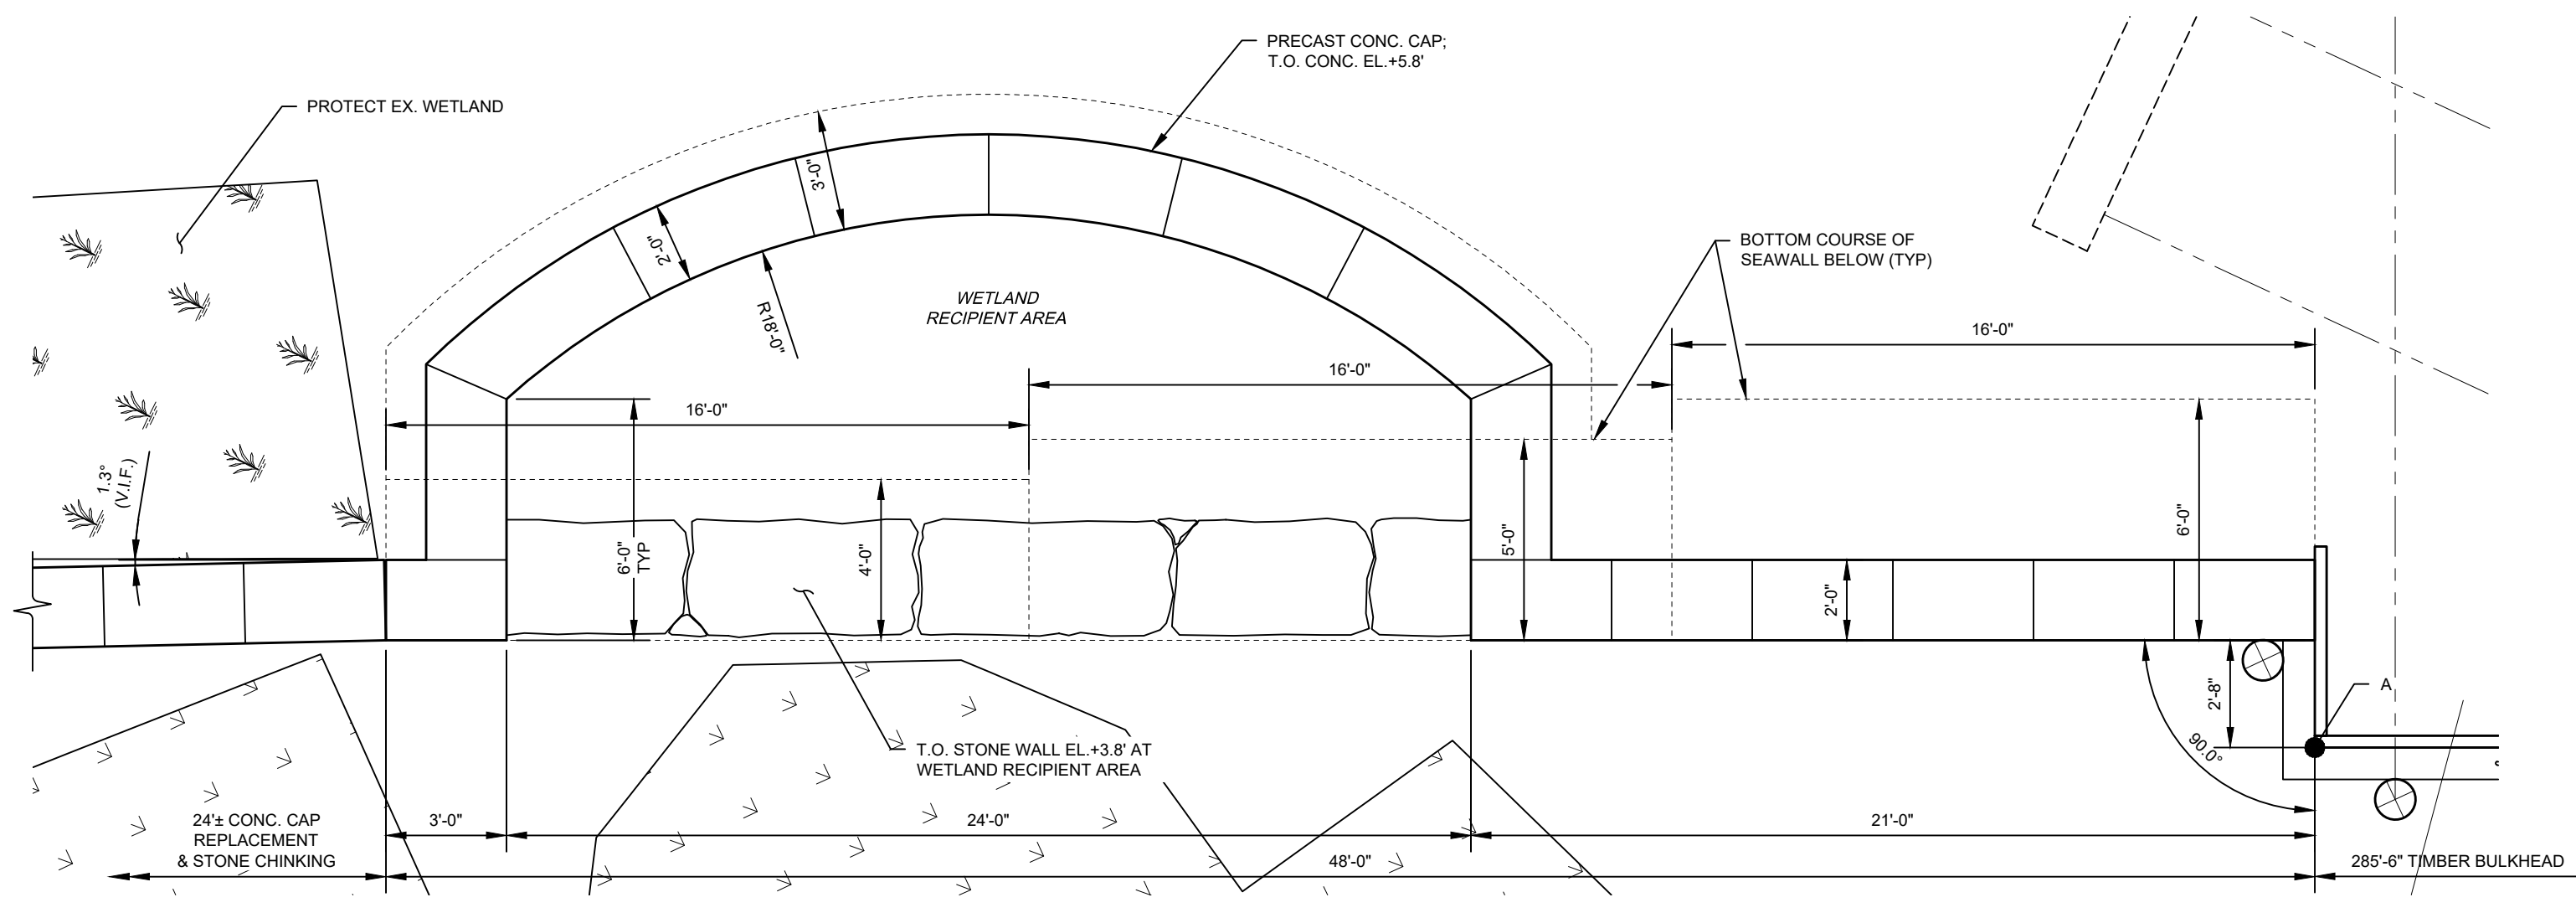 PRECAST CONC. CAP;
T.O. CONC. EL.+5.8'
PROTECT EX. WETLAND
3'-0"
2'-0"
R18'-0"
WETLAND
RECIPIENT AREA
BOTTOM COURSE OF
SEAWALL BELOW (TYP)
16'-0"
16'-0"
16'-0"
1.3°
(V.I.F.)
6'-0"
TYP
4'-0"
5'-0"
6'-0"
2'-0"
2'-8"
A
90.0°
T.O. STONE WALL EL.+3.8' AT
WETLAND RECIPIENT AREA
24'± CONC. CAP
REPLACEMENT
& STONE CHINKING
3'-0"
24'-0"
21'-0"
48'-0"
285'-6" TIMBER BULKHEAD